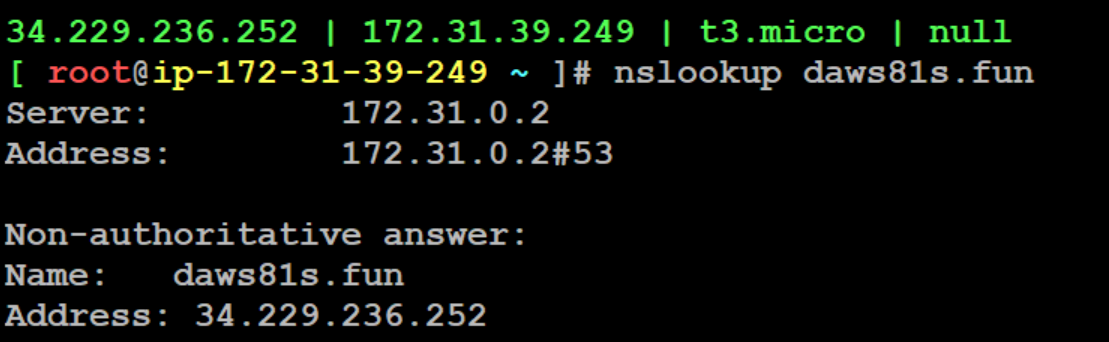 34.229.236.252 | 172.31.39.249 | t3.micro | null
[ root@ip-172-31-39-249 ~ ]# nslookup daws81s.fun
Server:         172.31.0.2
Address:        172.31.0.2#53
Non-authoritative answer:
Name:   daws81s.fun
Address: 34.229.236.252